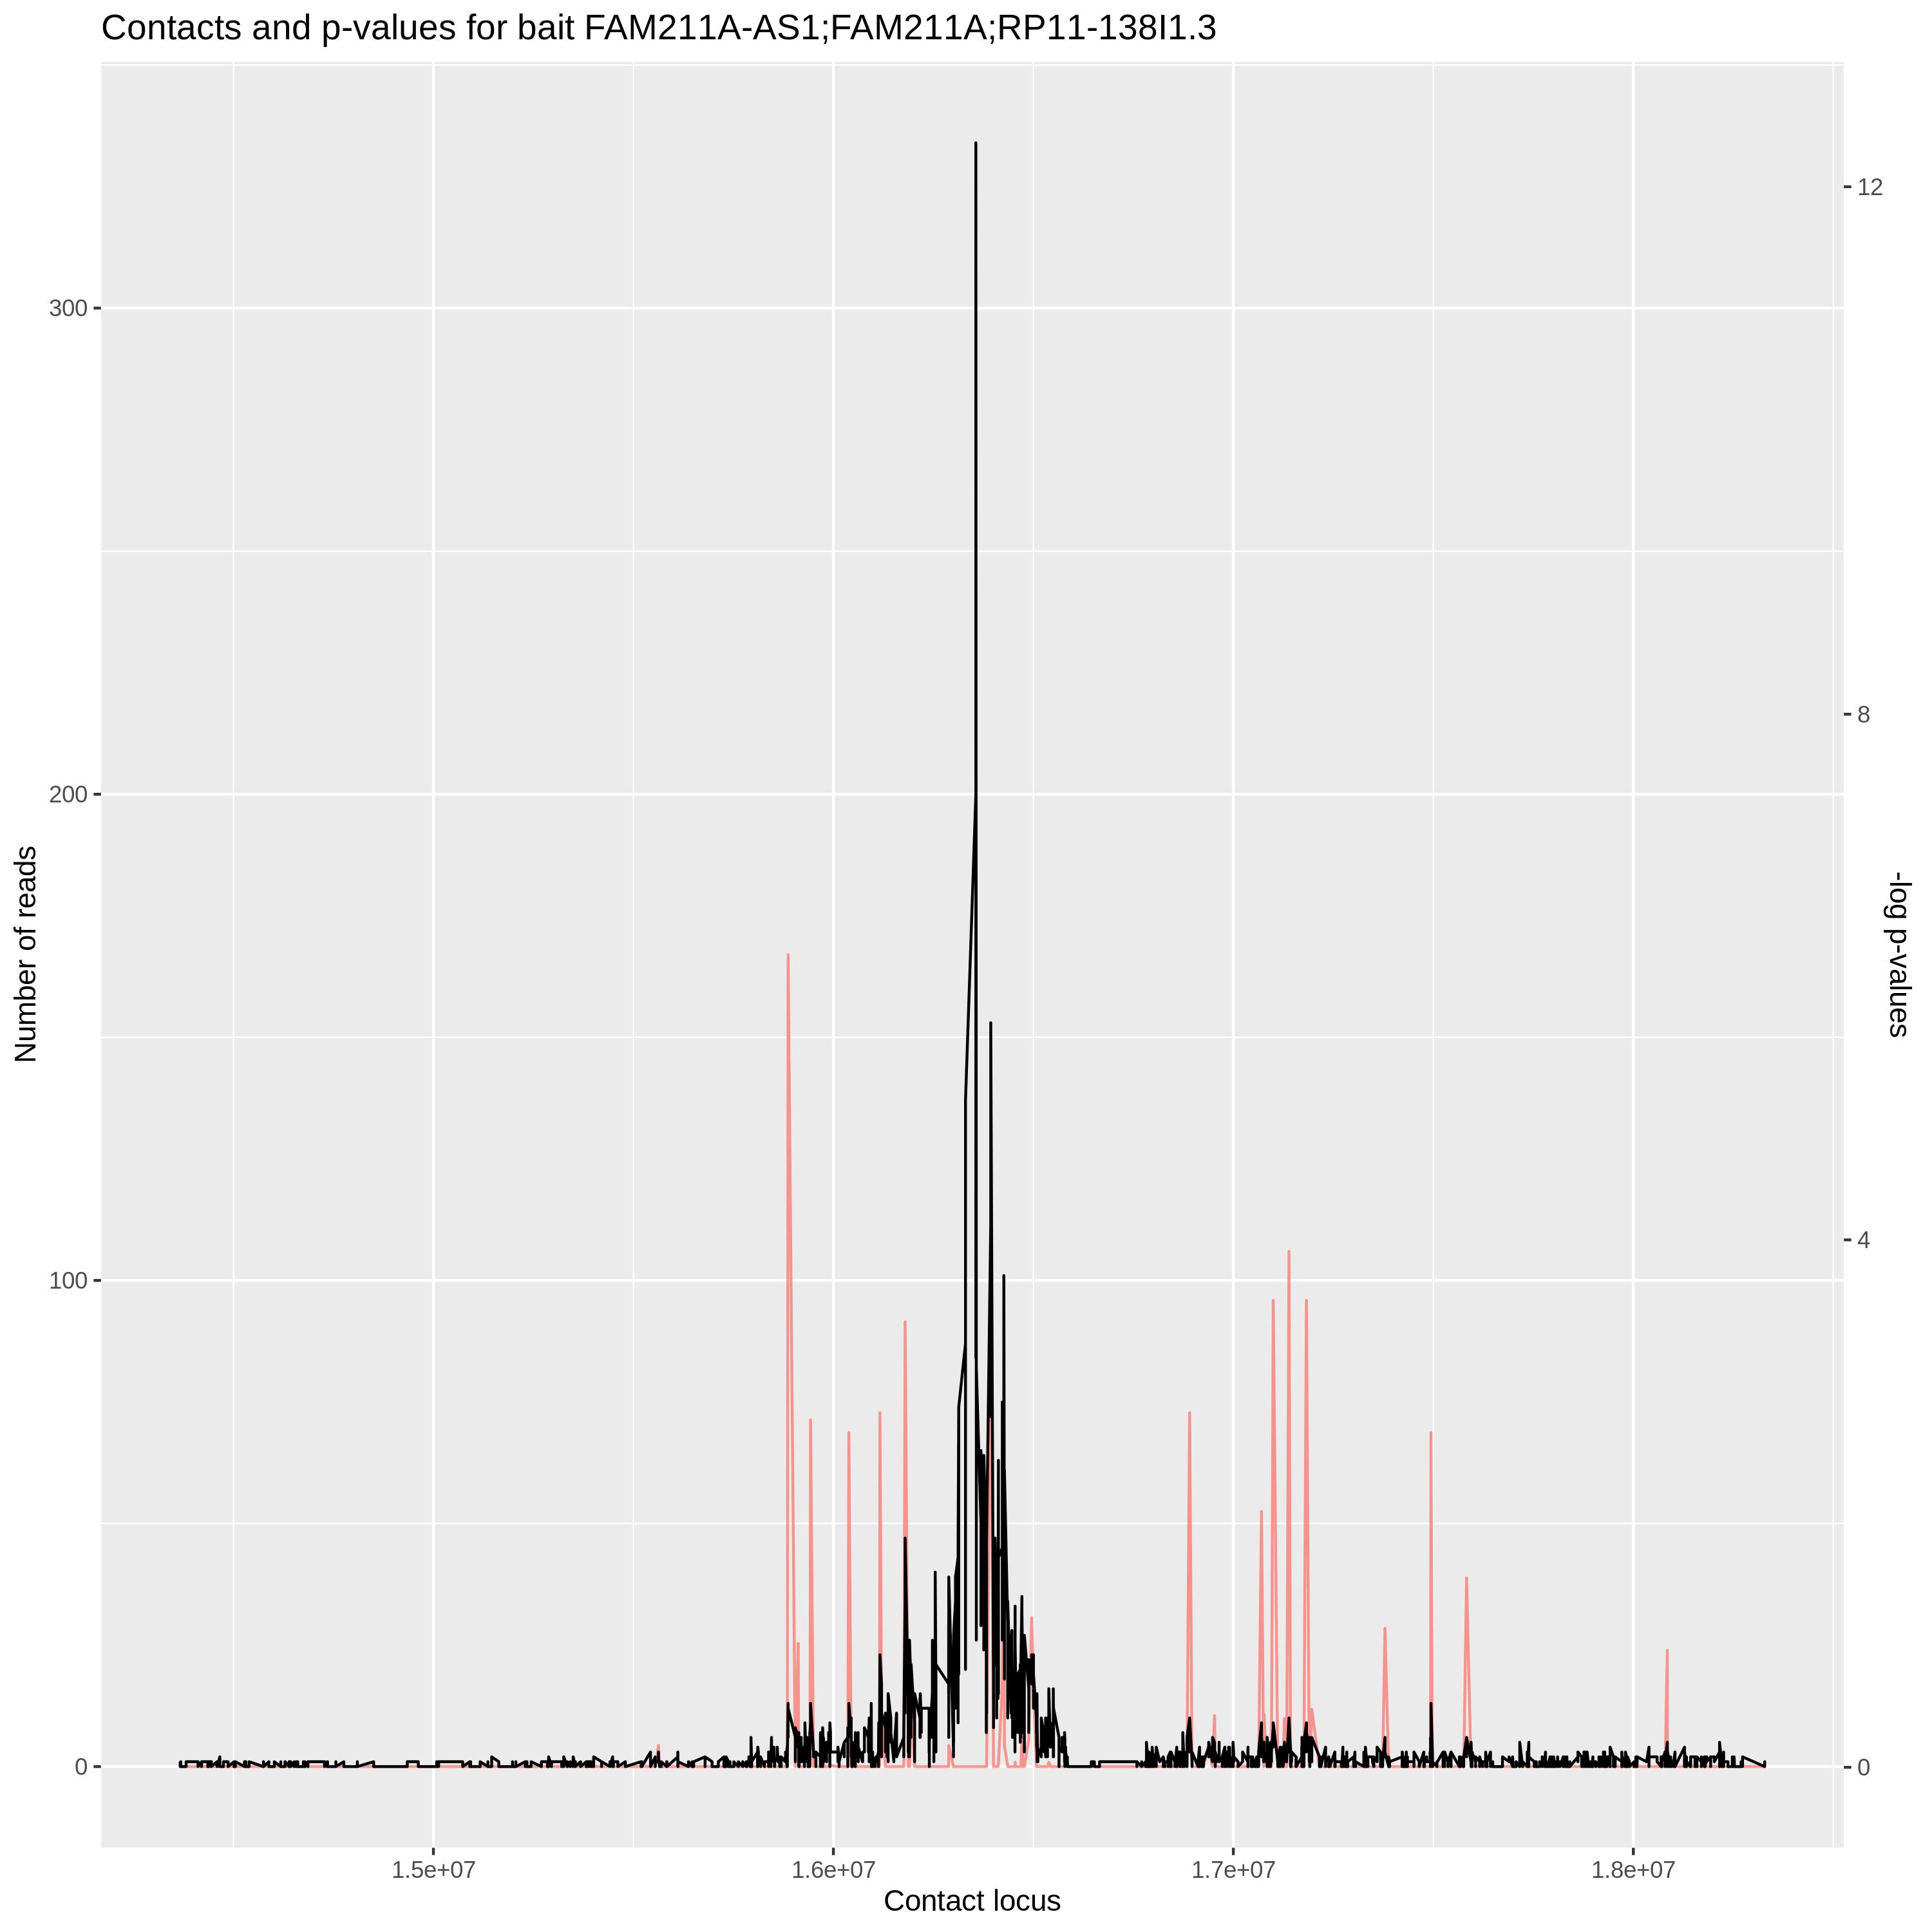 Contacts and p-values for bait FAM211A-AS1;FAM211A;RP11-138I1.3
300
200
100
0
Number of reads
12
8
4
0
-log p-values
1.5e+07
1.6e+07
1.7e+07
1.8e+07
Contact locus